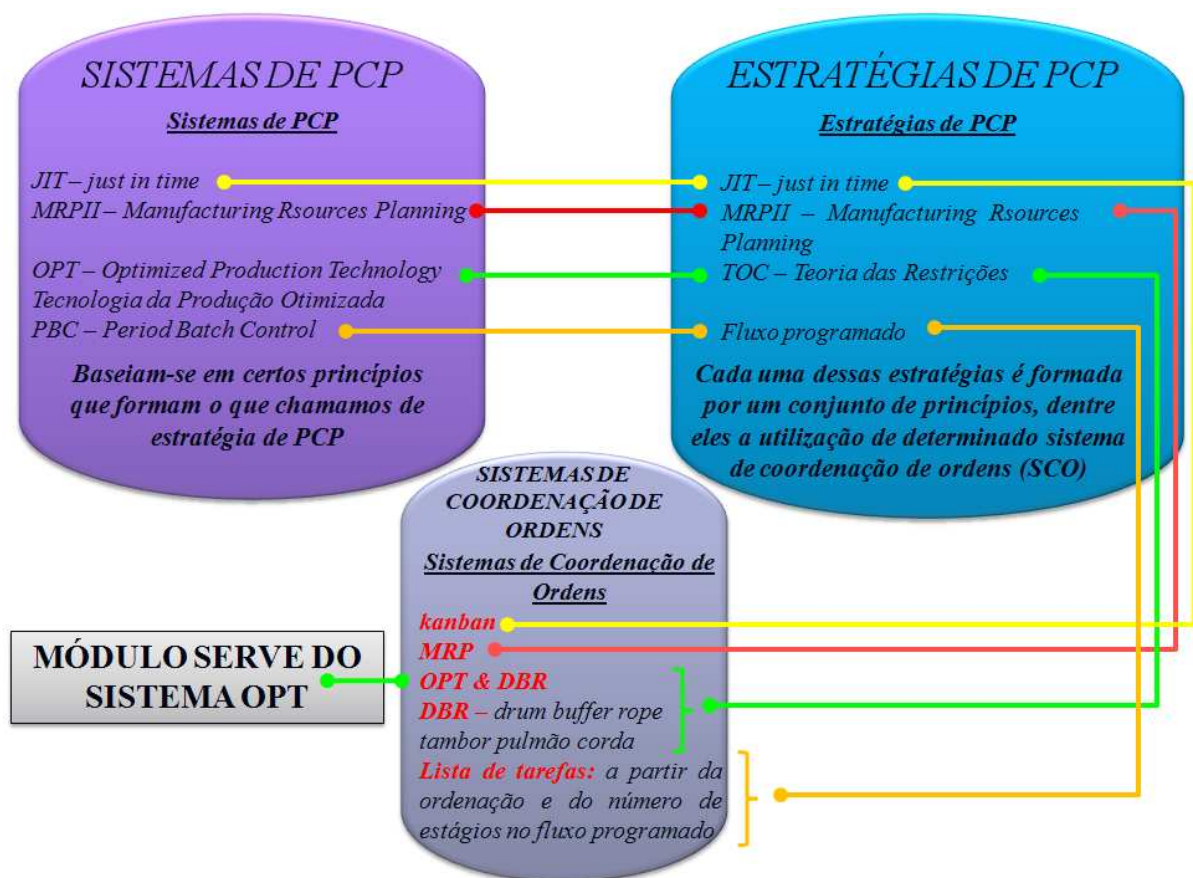 SISTEMAS DE PCP
Sistemas de PCP
JIT – just in time
MRPII – Manufacturing Rsources Planning
OPT – Optimized Production Technology
Tecnologia da Produção Otimizada
PBC – Period Batch Control
Baseiam-se em certos princípios
que formam o que chamamos de
estratégia de PCP
ESTRATÉGIAS DE PCP
Estratégias de PCP
JIT – just in time
MRPII – Manufacturing Rsources
Planning
TOC – Teoria das Restrições
Fluxo programado
Cada uma dessas estratégias é formada
por um conjunto de princípios, dentre
eles a utilização de determinado sistema
de coordenação de ordens (SCO)
SISTEMAS DE
COORDENAÇÃO DE
ORDENS
Sistemas de Coordenação de
Ordens
kanban
MRP
OPT & DBR
DBR – drum buffer rope
tambor pulmão corda
Lista de tarefas: a partir da
ordenação e do número de
estágios no fluxo programado
MÓDULO SERVE DO
SISTEMA OPT